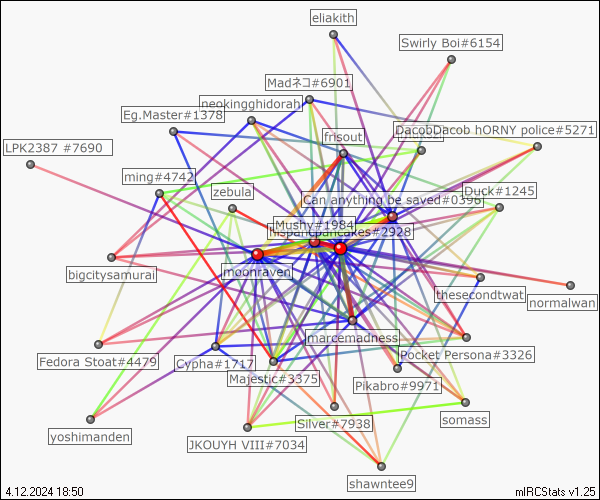 eliakith
Swirly Boi#6154
Madネコ#6901
neokingghidorah
Eg.Master#1378
DacobDacob hORNY police#5271
frisout
LPK2387 #7690
ming#4742
zebula
Duck#1245
Can anything be saved#0396
Mushy#1984
hispanicpancakes#2928
moonraven
bigcitysamurai
thesecondtwat
normalwan
marcemadness
Fedora Stoat#4479
Cypha#1717
Pocket Persona#3326
Majestic#3375
Pikabro#9971
Silver#7938
somass
yoshimanden
JKOUYH VIII#7034
shawntee9
4.12.2024 18:50
mIRCStats v1.25